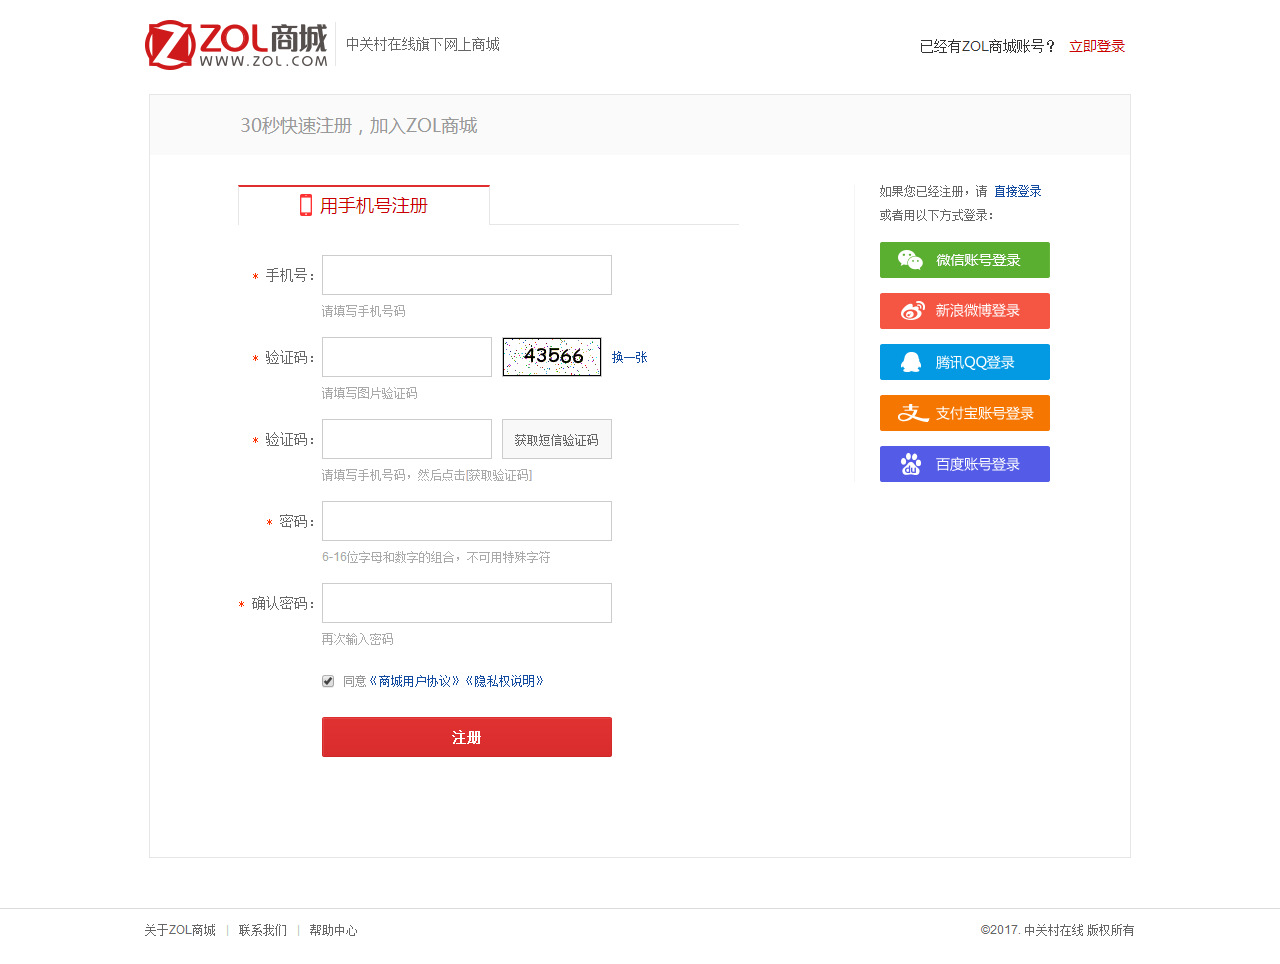 ZOL商城
WWW.ZOL.COM
中关村在线旗下网上商城
已经有ZOL商城账号？ 立即登录
30秒快速注册，加入ZOL商城
用手机号注册
* 手机号：
请填写手机号码
* 验证码：
43566
换一张
请填写图片验证码
* 验证码：
获取短信验证码
请填写手机号码，然后点击[获取验证码]
* 密码：
6-16位字母和数字的组合，不可用特殊字符
* 确认密码：
再次输入密码
同意《商城用户协议》《隐私权说明》
注册
如果您已经注册，请 直接登录
或者用以下方式登录：
微信账号登录
新浪微博登录
腾讯QQ登录
支付宝账号登录
du 百度账号登录
关于ZOL商城 | 联系我们 | 帮助中心
©2017. 中关村在线 版权所有